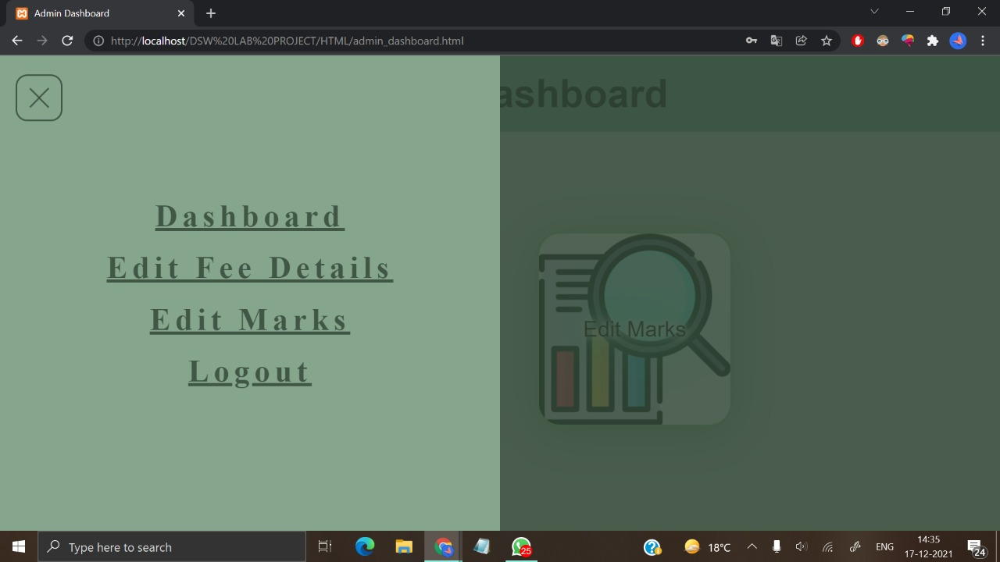 Admin Dashboard
http://localhost/DSW%20LAB%20PROJECT/HTML/admin_dashboard.html
ashboard
Dashboard
Edit Fee Details
Edit Marks
Logout
Edit Marks
Type here to search
25
18°C
ENG
14:35
17-12-2021
24